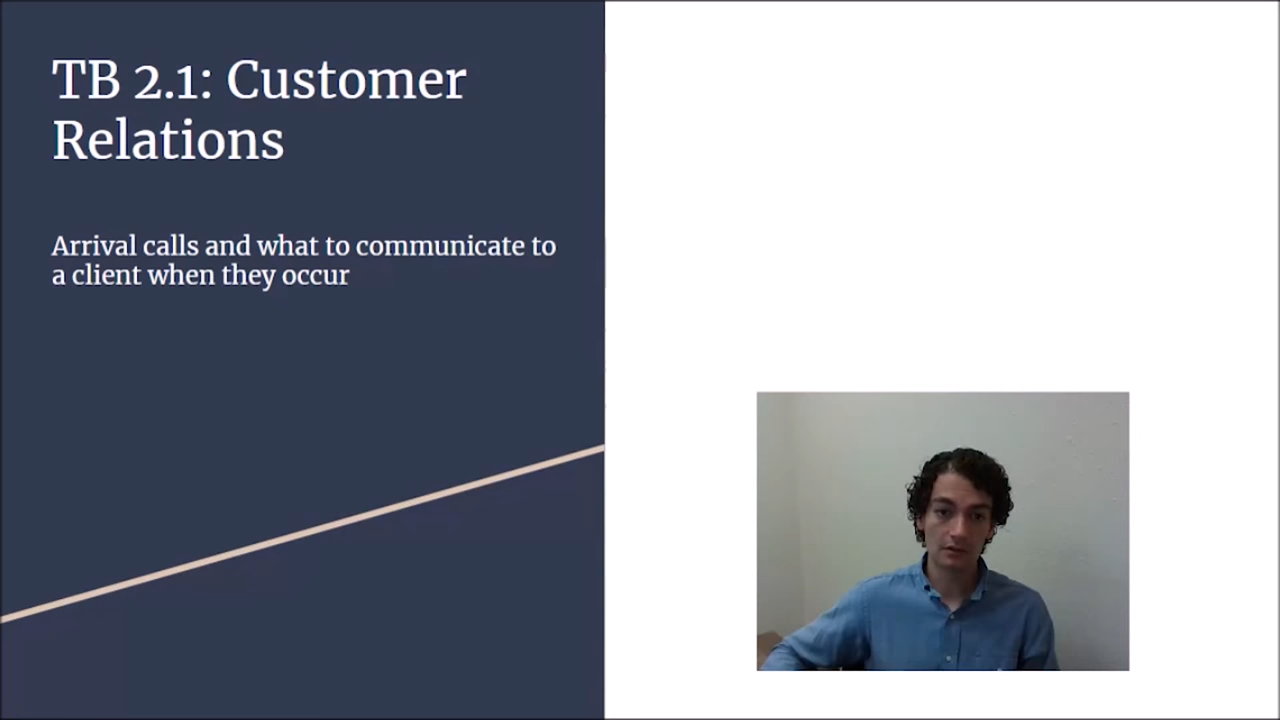 TB 2.1: Customer
Relations
Arrival calls and what to communicate to
a client when they occur